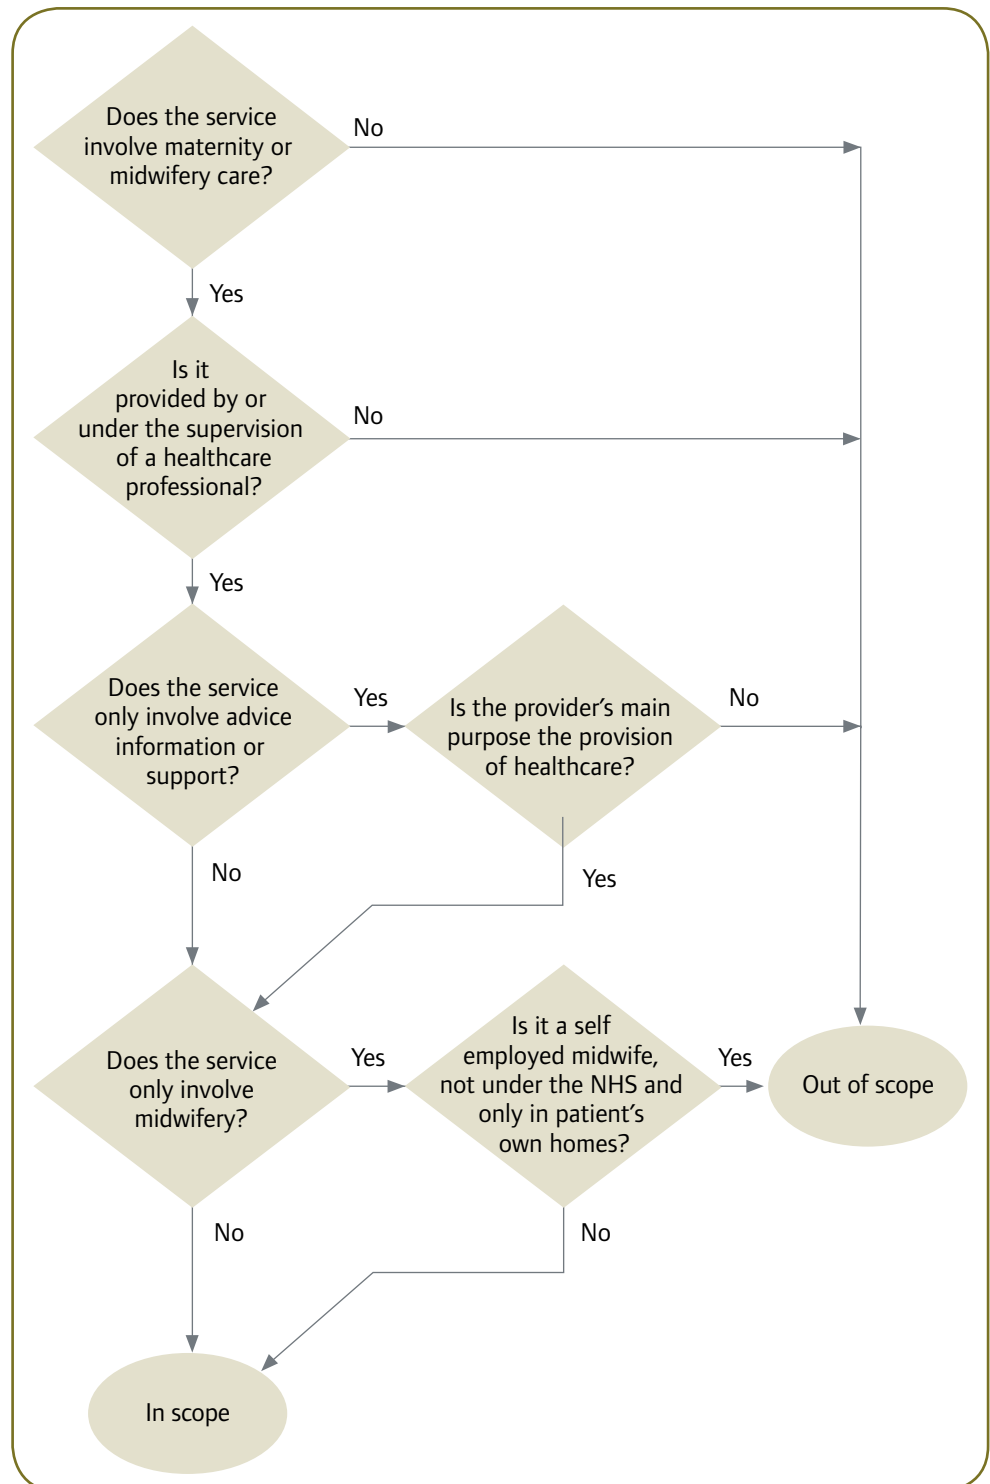 Does the service
involve maternity or
midwifery care?
No
Yes
Is it
provided by or
under the supervision
of a healthcare
professional?
No
Yes
Does the service
only involve advice
information or
support?
Yes
Is the provider’s main
purpose the provision
of healthcare?
No
No
Yes
Does the service
only involve
midwifery?
Yes
Is it a self
employed midwife,
not under the NHS and
only in patient’s
own homes?
Yes
Out of scope
No
No
In scope